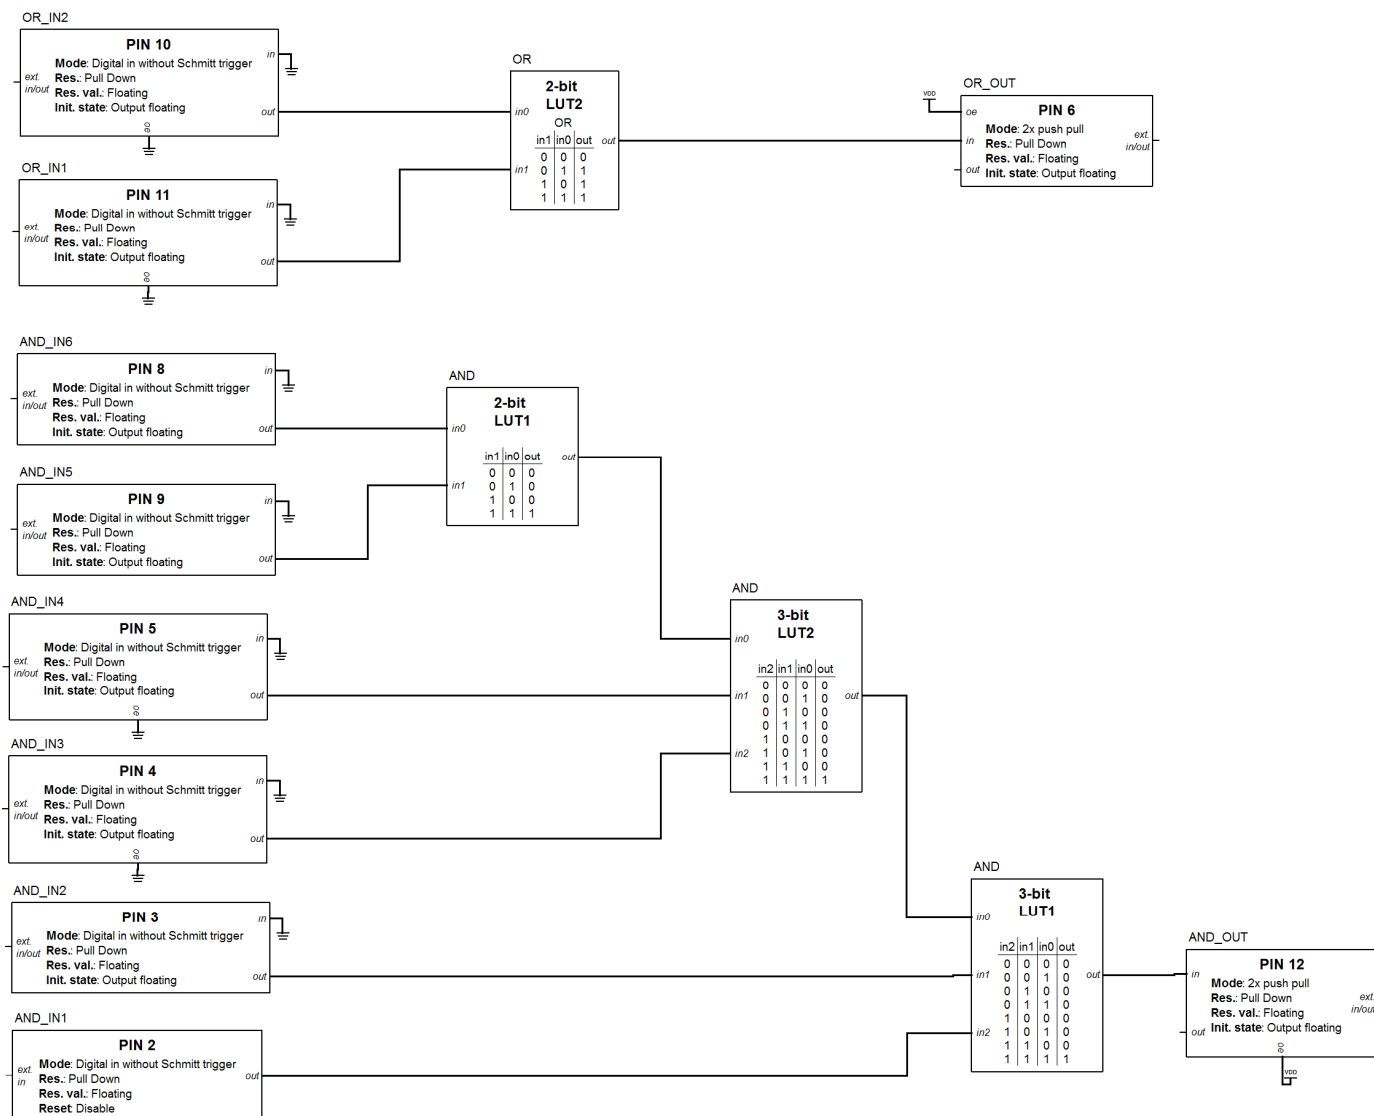 OR_IN2
PIN 10
Mode: Digital in without Schmitt trigger
Res.: Pull Down
Res. val.: Floating
Init. state: Output floating
ext.
in/out
in
out
oe
OR_IN1
PIN 11
Mode: Digital in without Schmitt trigger
Res.: Pull Down
Res. val.: Floating
Init. state: Output floating
ext.
in/out
in
out
oe
OR
2-bit
LUT2
OR
in1 in0 out
0 0 0
0 1 1
1 0 1
1 1 1
in0
in1
out
OR_OUT
VDD
PIN 6
Mode: 2x push pull
Res.: Pull Down
Res. val.: Floating
Init. state: Output floating
oe
in
out
ext.
in/out
AND_IN6
PIN 8
Mode: Digital in without Schmitt trigger
Res.: Pull Down
Res. val.: Floating
Init. state: Output floating
ext.
in/out
in
out
AND_IN5
PIN 9
Mode: Digital in without Schmitt trigger
Res.: Pull Down
Res. val.: Floating
Init. state: Output floating
ext.
in/out
in
out
AND
2-bit
LUT1
in1 in0 out
0 0 0
0 1 0
1 0 0
1 1 1
in0
in1
out
AND_IN4
PIN 5
Mode: Digital in without Schmitt trigger
Res.: Pull Down
Res. val.: Floating
Init. state: Output floating
ext.
in/out
in
out
oe
AND_IN3
PIN 4
Mode: Digital in without Schmitt trigger
Res.: Pull Down
Res. val.: Floating
Init. state: Output floating
ext.
in/out
in
out
oe
AND
3-bit
LUT2
in2 in1 in0 out
0 0 0 0
0 0 1 0
0 1 0 0
0 1 1 0
1 0 0 0
1 0 1 0
1 1 0 0
1 1 1 1
in0
in1
in2
out
AND_IN2
PIN 3
Mode: Digital in without Schmitt trigger
Res.: Pull Down
Res. val.: Floating
Init. state: Output floating
ext.
in/out
in
out
AND_IN1
PIN 2
Mode: Digital in without Schmitt trigger
Res.: Pull Down
Res. val.: Floating
Reset: Disable
ext.
in
out
AND
3-bit
LUT1
in2 in1 in0 out
0 0 0 0
0 0 1 0
0 1 0 0
0 1 1 0
1 0 0 0
1 0 1 0
1 1 0 0
1 1 1 1
in0
in1
in2
out
AND_OUT
PIN 12
Mode: 2x push pull
Res.: Pull Down
Res. val.: Floating
Init. state: Output floating
in
out
ext.
in/out
oe
VDD